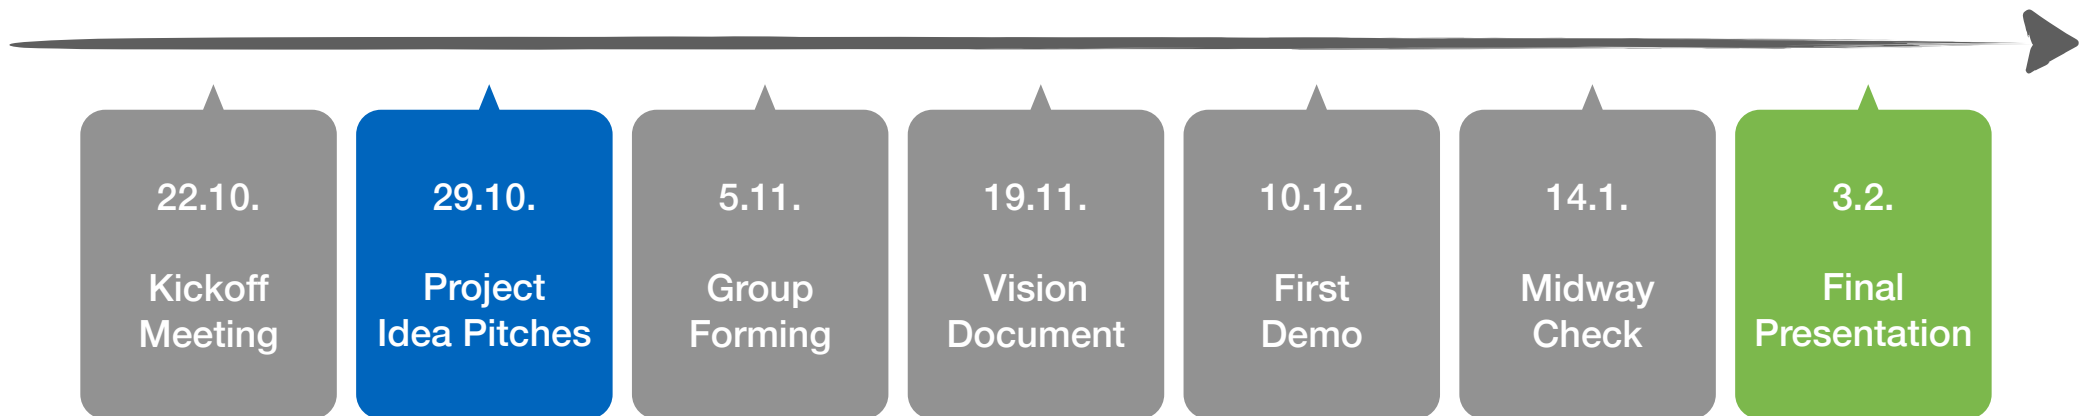 22.10.
Kickoff
Meeting
29.10.
Project
Idea Pitches
5.11.
Group
Forming
19.11.
Vision
Document
10.12.
First
Demo
14.1.
Midway
Check
3.2.
Final
Presentation